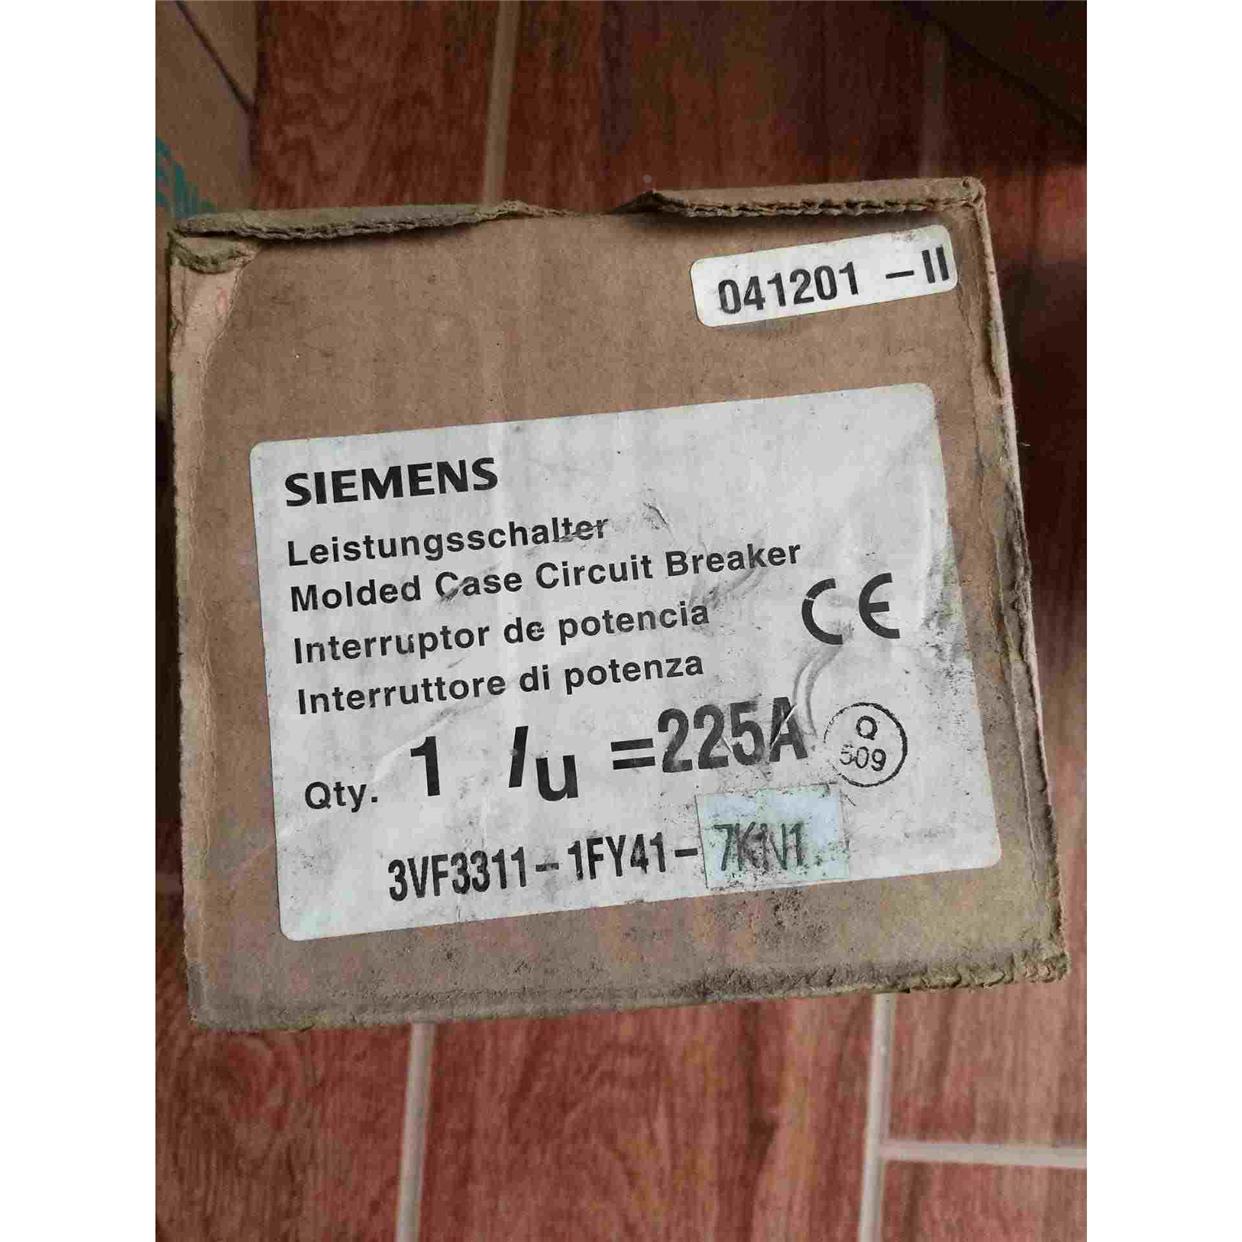 041201 -II
SIEMENS
Leistungsschalter
Molded Case Circuit Breaker
Interruptor de potencia
Interruttore di potenza
CE
Qty. 1 Iu =225A
Q
509
3VF3311-1FY41-7KN1